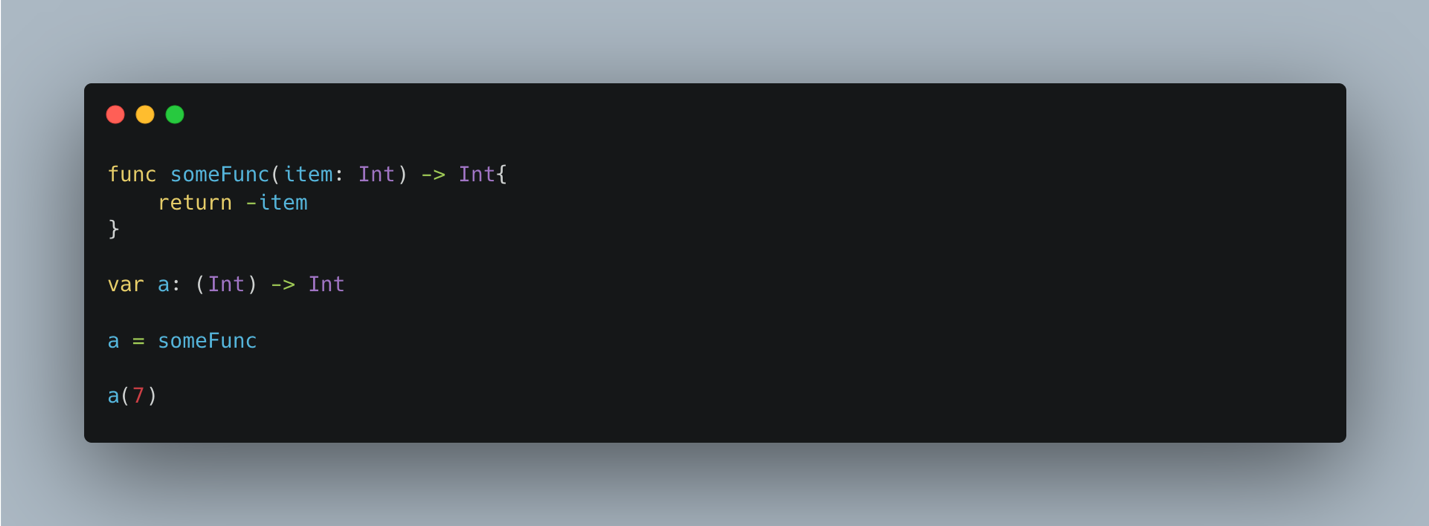 func someFunc(item: Int) -> Int{
    return -item
}
var a: (Int) -> Int
a = someFunc
a(7)